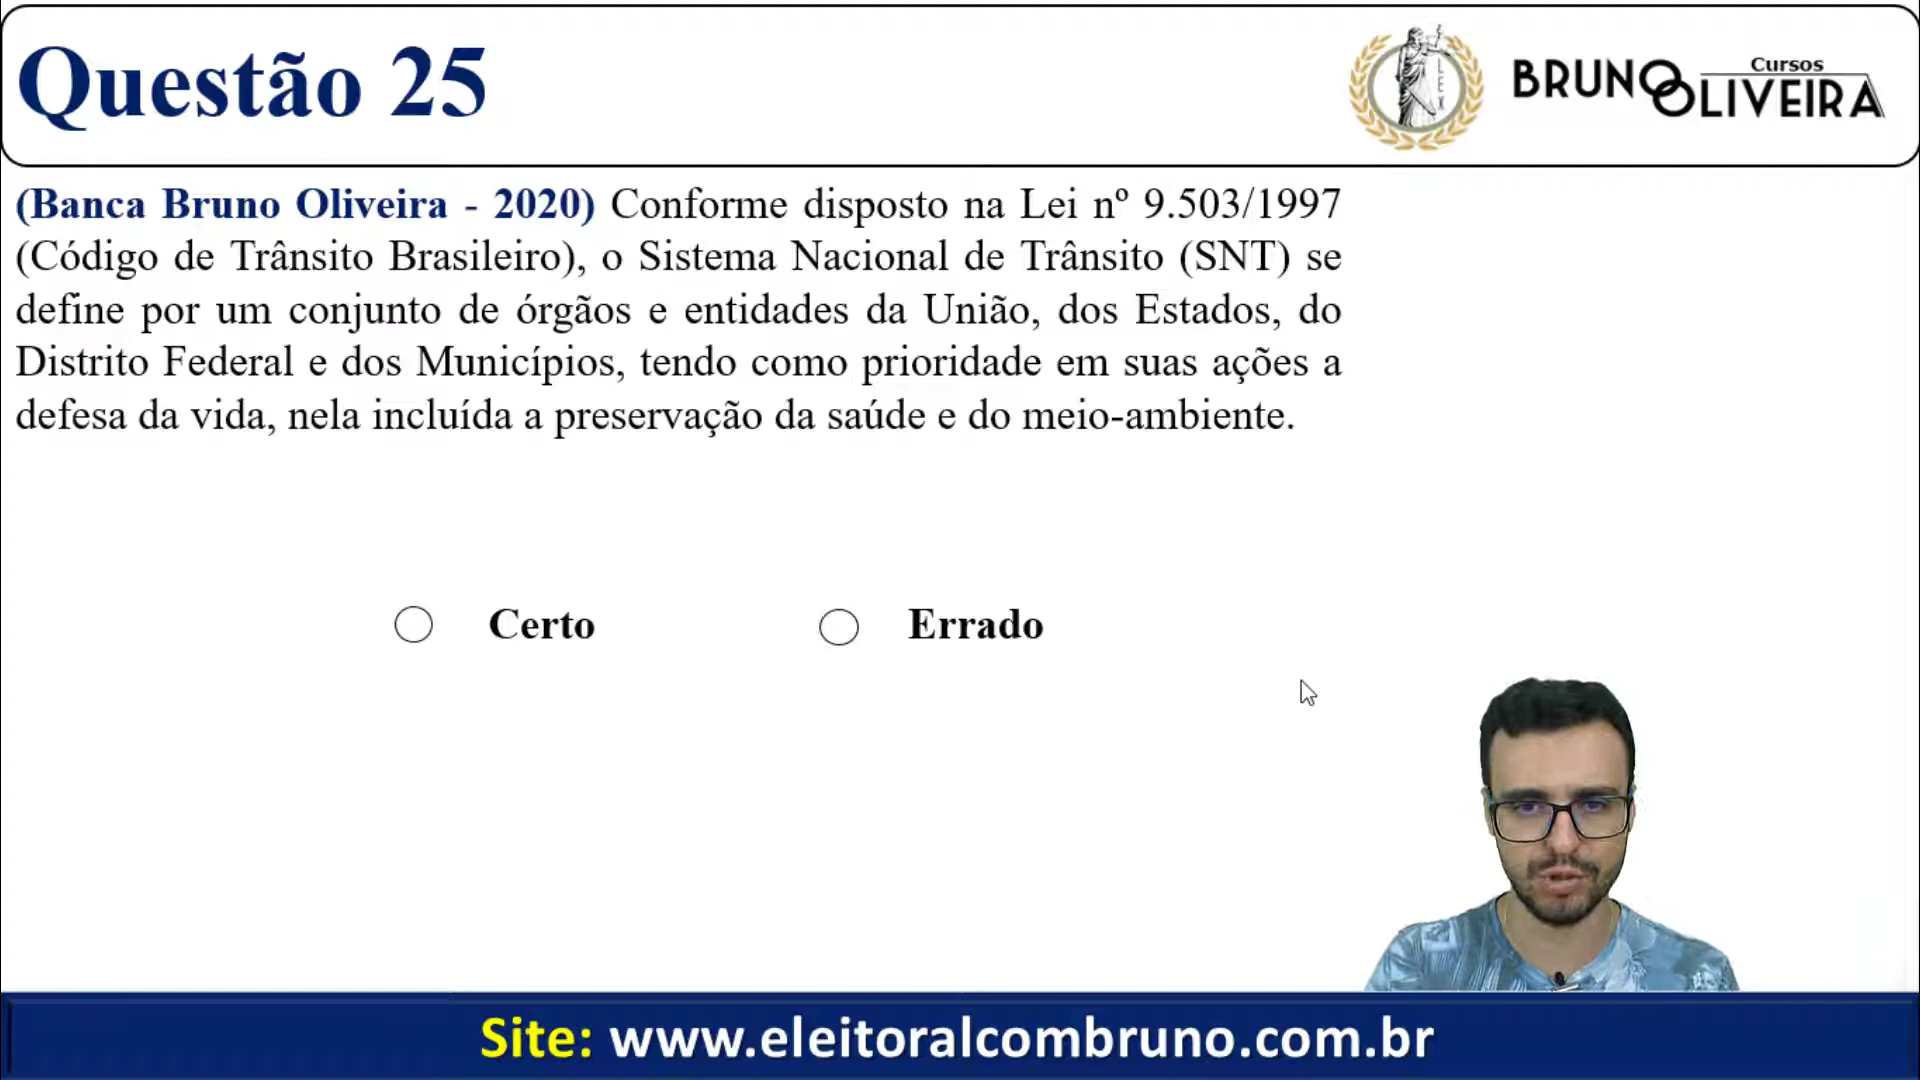 Questão 25
LEX
Cursos
BRUNO
OLIVEIRA
(Banca Bruno Oliveira - 2020) Conforme disposto na Lei nº 9.503/1997
(Código de Trânsito Brasileiro), o Sistema Nacional de Trânsito (SNT) se
define por um conjunto de órgãos e entidades da União, dos Estados, do
Distrito Federal e dos Municípios, tendo como prioridade em suas ações a
defesa da vida, nela incluída a preservação da saúde e do meio-ambiente.
Certo Errado
Site: www.eleitoralcombruno.com.br